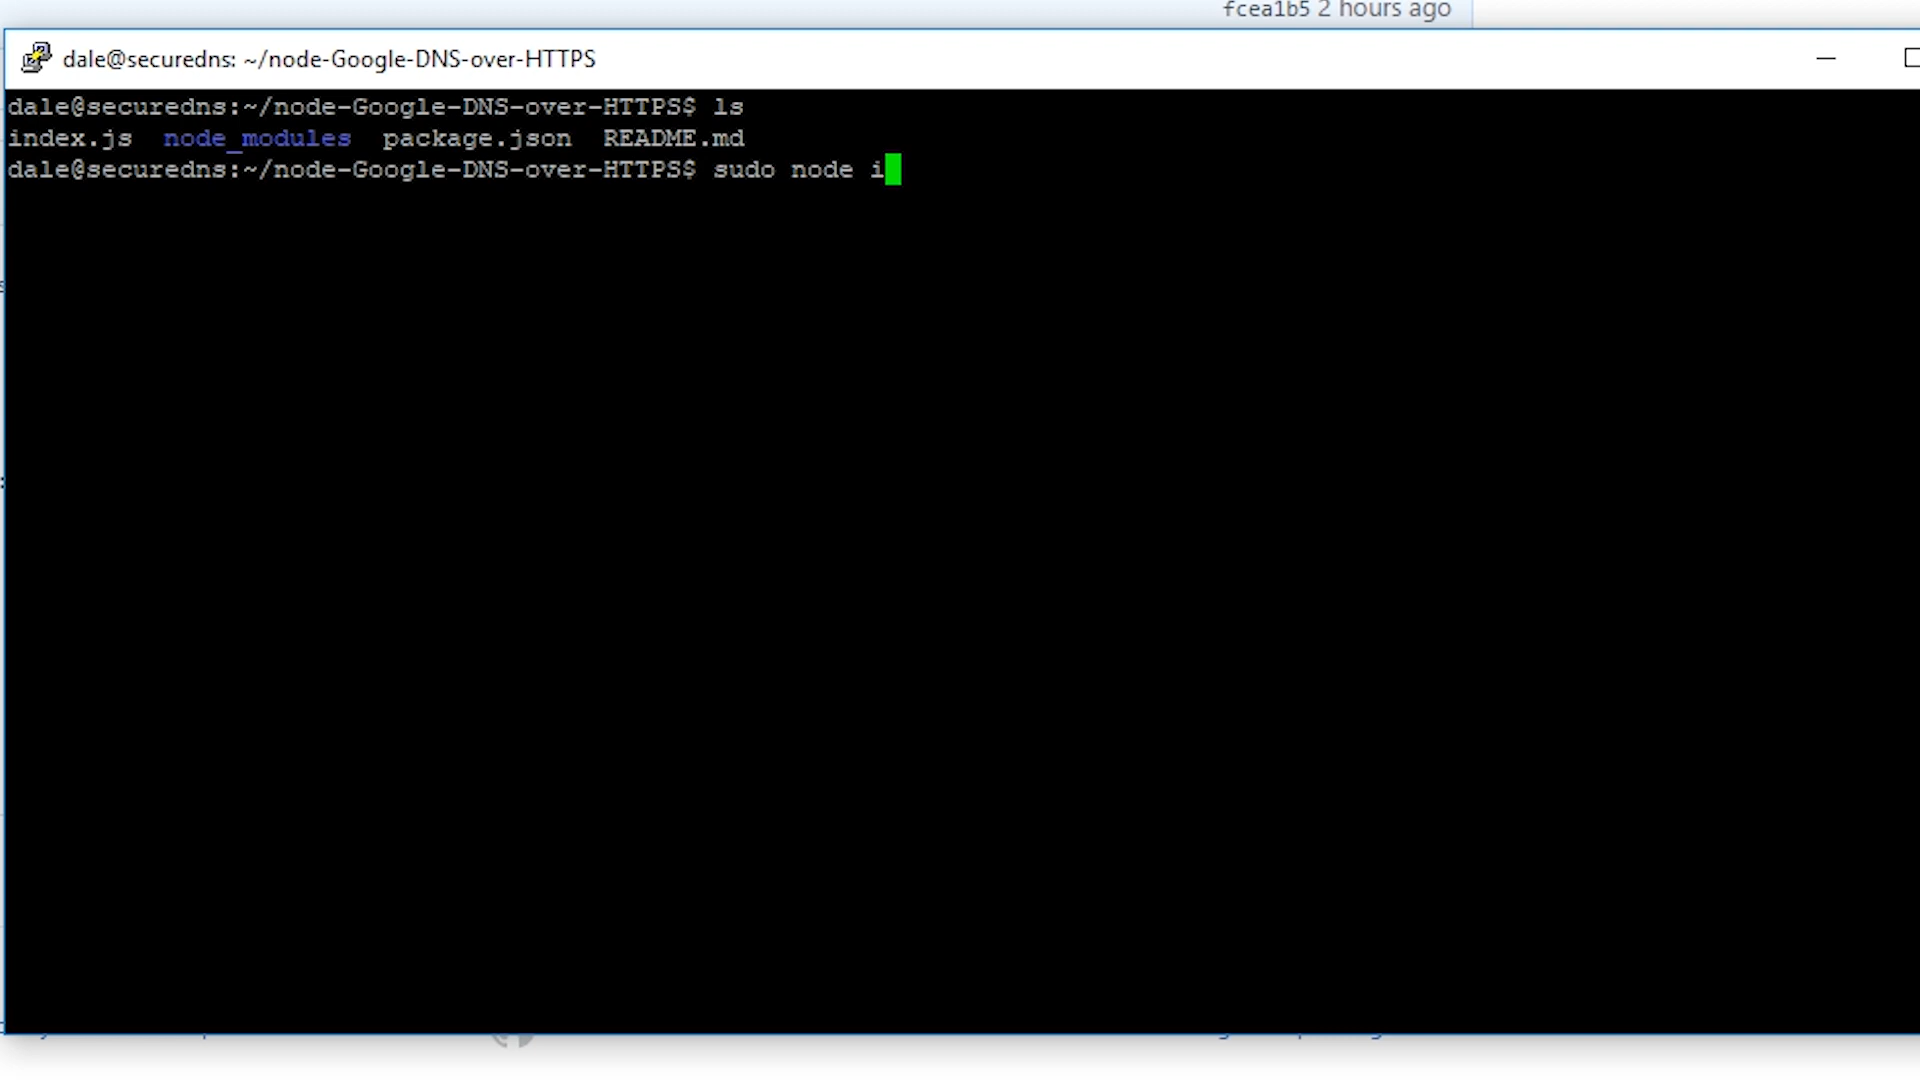 fcea1b5 2 hours ago
dale@securedns: ~/node-Google-DNS-over-HTTPS
dale@securedns:~/node-Google-DNS-over-HTTPS$ ls
index.js  node_modules  package.json  README.md
dale@securedns:~/node-Google-DNS-over-HTTPS$ sudo node i